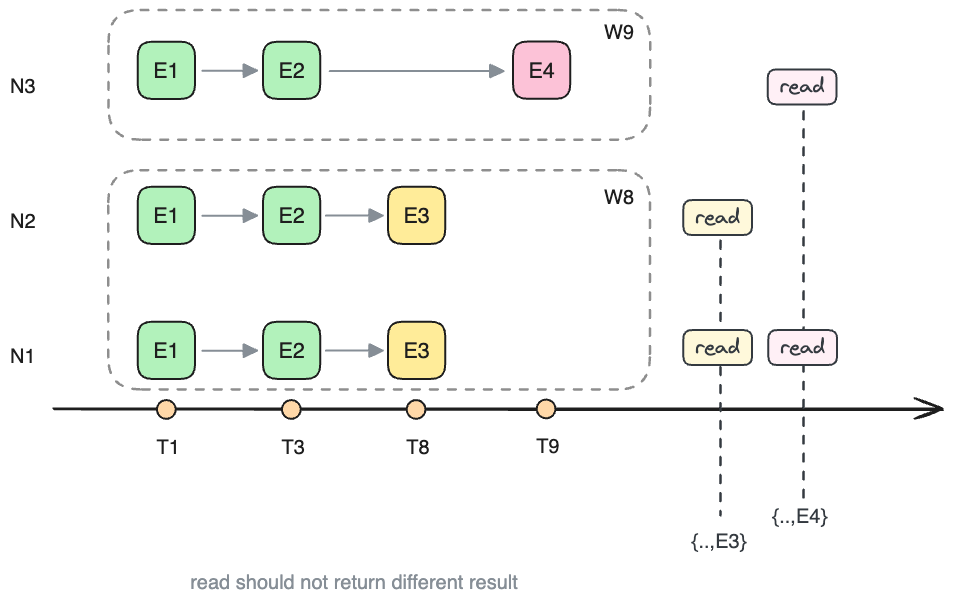 W9
N3
E1
E2
E4
read
W8
N2
E1
E2
E3
read
N1
E1
E2
E3
read
read
T1
T3
T8
T9
{..,E4}
{..,E3}
read should not return different result